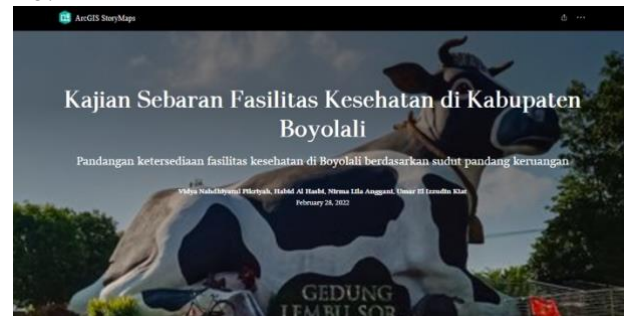 ArcGIS StoryMaps
Kajian Sebaran Fasilitas Kesehatan di Kabupaten
Boyolali
Pandangan ketersediaan fasilitas kesehatan di Boyolali berdasarkan sudut pandang keruangan
Habid Al Hasbi, Nirma Lila Anggani, Umar El Izzudin Kiat
February 28, 2022
GEDUNG
LEMBU SOR